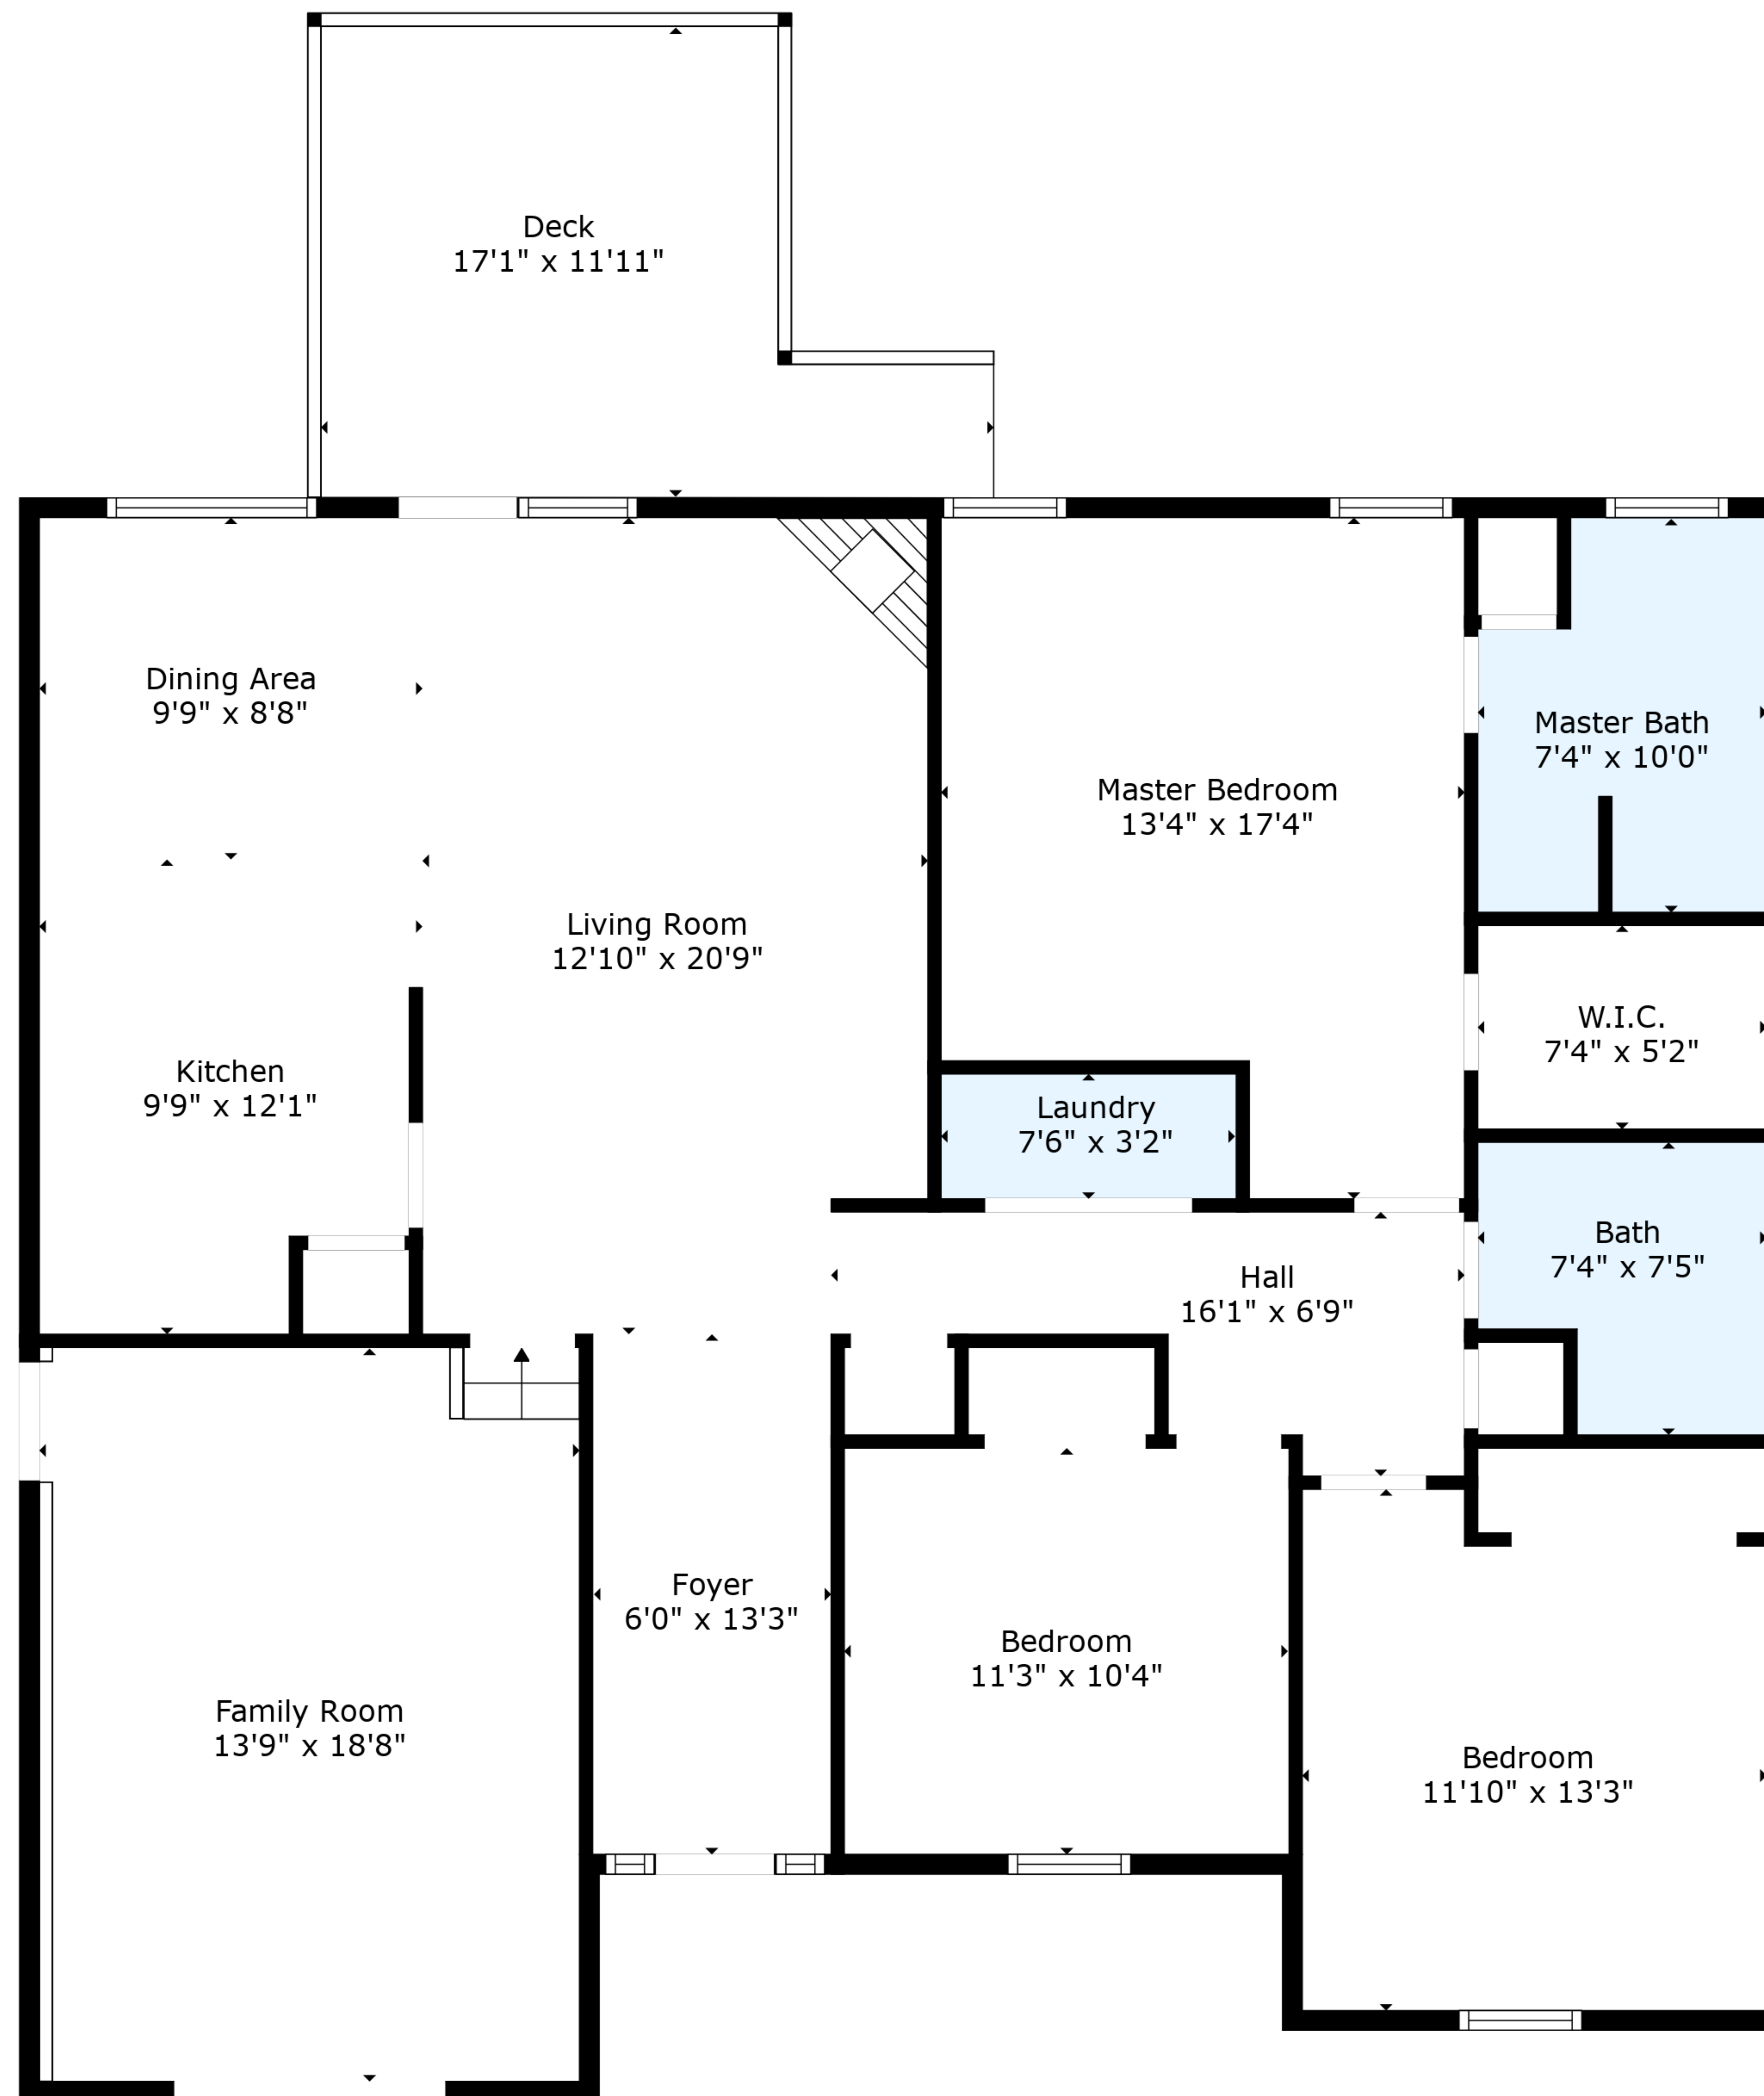 Deck
17'1" x 11'11"
Dining Area
9'9" x 8'8"
Master Bath
7'4" x 10'0"
Master Bedroom
13'4" x 17'4"
Living Room
12'10" x 20'9"
W.I.C.
7'4" x 5'2"
Kitchen
9'9" x 12'1"
Laundry
7'6" x 3'2"
Bath
7'4" x 7'5"
Hall
16'1" x 6'9"
Foyer
6'0" x 13'3"
Bedroom
11'3" x 10'4"
Family Room
13'9" x 18'8"
Bedroom
11'10" x 13'3"